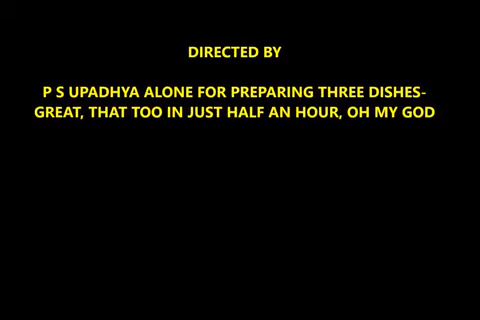 DIRECTED BY
P S UPADHYA ALONE FOR PREPARING THREE DISHES-
GREAT, THAT TOO IN JUST HALF AN HOUR, OH MY GOD